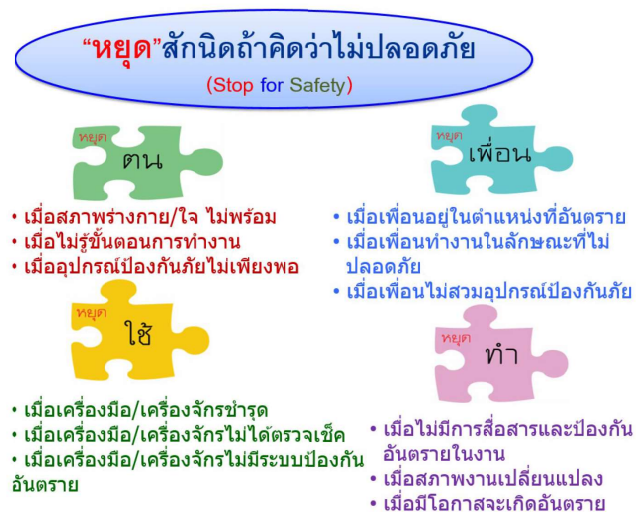 “หยุด”สักนิดถ้าคิดว่าไม่ปลอดภัย
(Stop for Safety)
หยุด
ตน
• เมื่อสภาพร่างกาย/ใจ ไม่พร้อม
• เมื่อไม่รู้ขั้นตอนการทำงาน
• เมื่ออุปกรณ์ป้องกันภัยไม่เพียงพอ
หยุด
เพื่อน
• เมื่อเพื่อนอยู่ในตำแหน่งที่อันตราย
• เมื่อเพื่อนทำงานในลักษณะที่ไม่
ปลอดภัย
• เมื่อเพื่อนไม่สวมอุปกรณ์ป้องกันภัย
หยุด
ใช้
• เมื่อเครื่องมือ/เครื่องจักรชำรุด
• เมื่อเครื่องมือ/เครื่องจักรไม่ได้ตรวจเช็ค
• เมื่อเครื่องมือ/เครื่องจักรไม่มีระบบป้องกัน
อันตราย
หยุด
ทำ
• เมื่อไม่มีการสื่อสารและป้องกัน
อันตรายในงาน
• เมื่อสภาพงานเปลี่ยนแปลง
• เมื่อมีโอกาสจะเกิดอันตราย